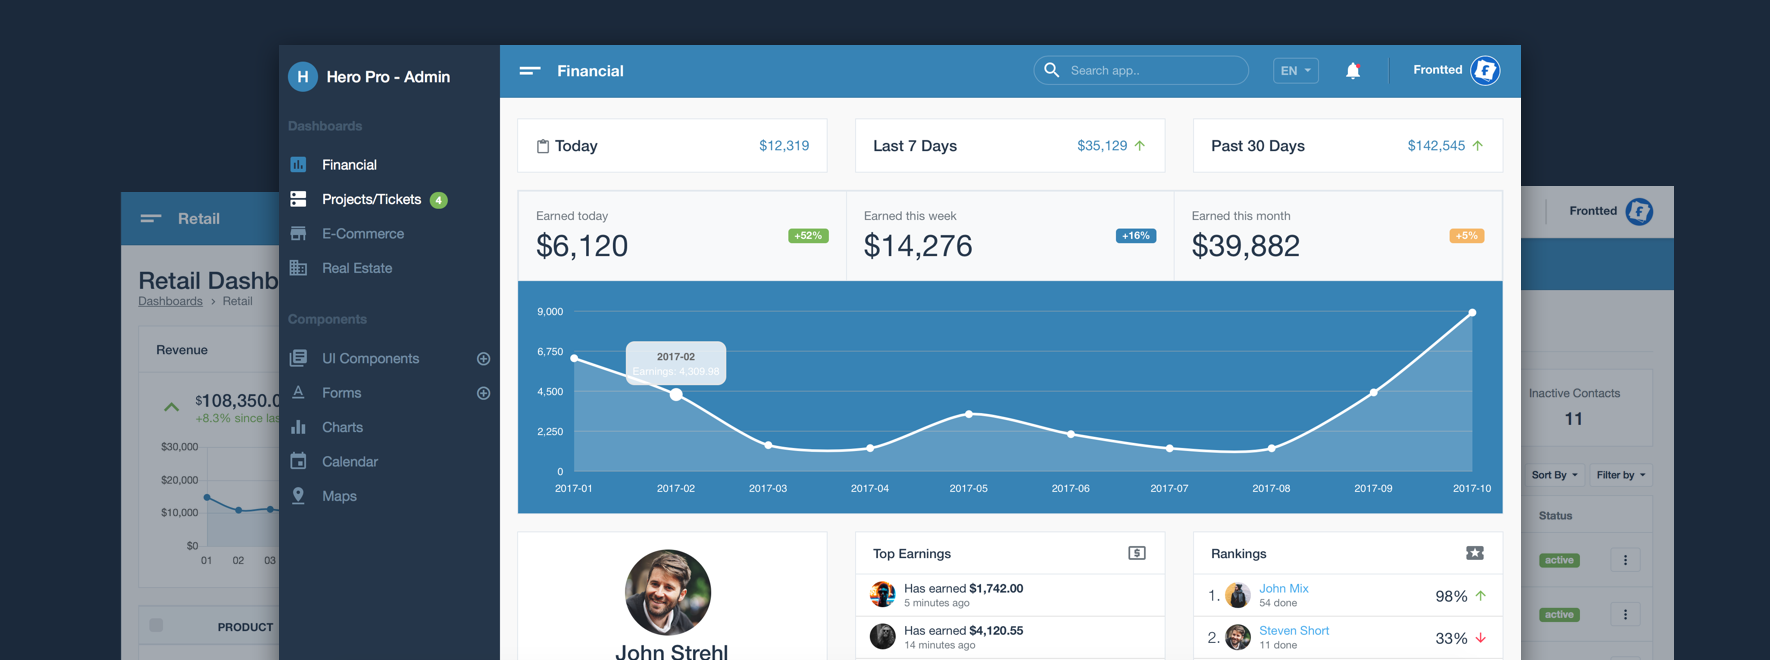 H Hero Pro - Admin
Dashboards
Financial
Projects/Tickets 4
E-Commerce
Real Estate
Components
UI Components
Forms
Charts
Calendar
Maps
Financial
Search app..
EN
Frontted
Today $12,319
Last 7 Days $35,129
Past 30 Days $142,545
Earned today
$6,120 +52%
Earned this week
$14,276 +16%
Earned this month
$39,882 +5%
9,000
6,750
4,500
2,250
0
2017-02
Earnings: 4,309.98
2017-01 2017-02 2017-03 2017-04 2017-05 2017-06 2017-07 2017-08 2017-09 2017-10
John Strehl
Top Earnings
Has earned $1,742.00
5 minutes ago
Has earned $4,120.55
14 minutes ago
Rankings
1. John Mix 98%
54 done
2. Steven Short 33%
11 done
Retail
Retail Dashb
Dashboards > Retail
Revenue
$108,350.0
+8.3% since las
$30,000
$20,000
$10,000
$0
01 02 03
PRODUCT
Frontted
Inactive Contacts
11
Sort By Filter by
Status
active
active